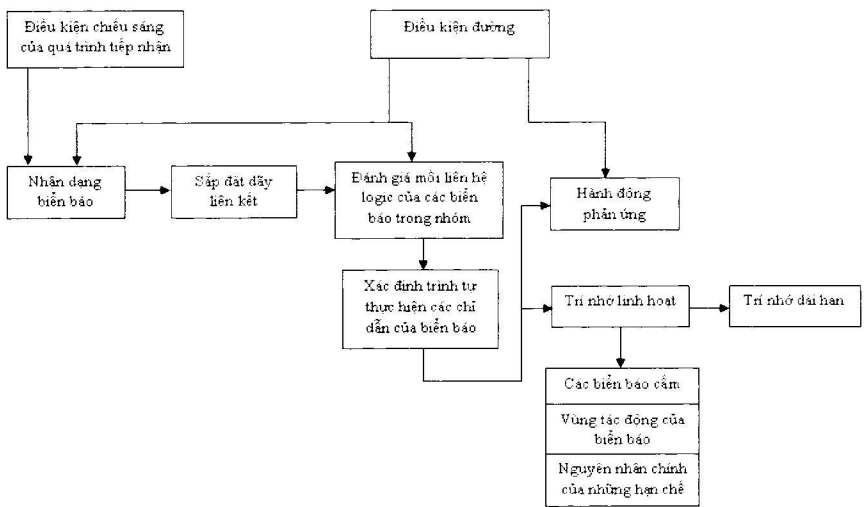 Điều kiện chiếu sáng
của quá trình tiếp nhận
Điều kiện đường
Nhận dạng
biển báo
Sắp đặt dãy
liên kết
Đánh giá mối liên hệ
logic của các biển
báo trong nhóm
Hành động
phản ứng
Xác định trình tự
thực hiện các chỉ
dẫn của biển báo
Trí nhớ linh hoạt
Trí nhớ dài hạn
Các biển báo cấm
Vùng tác động của
biển báo
Nguyên nhân chính
của những hạn chế